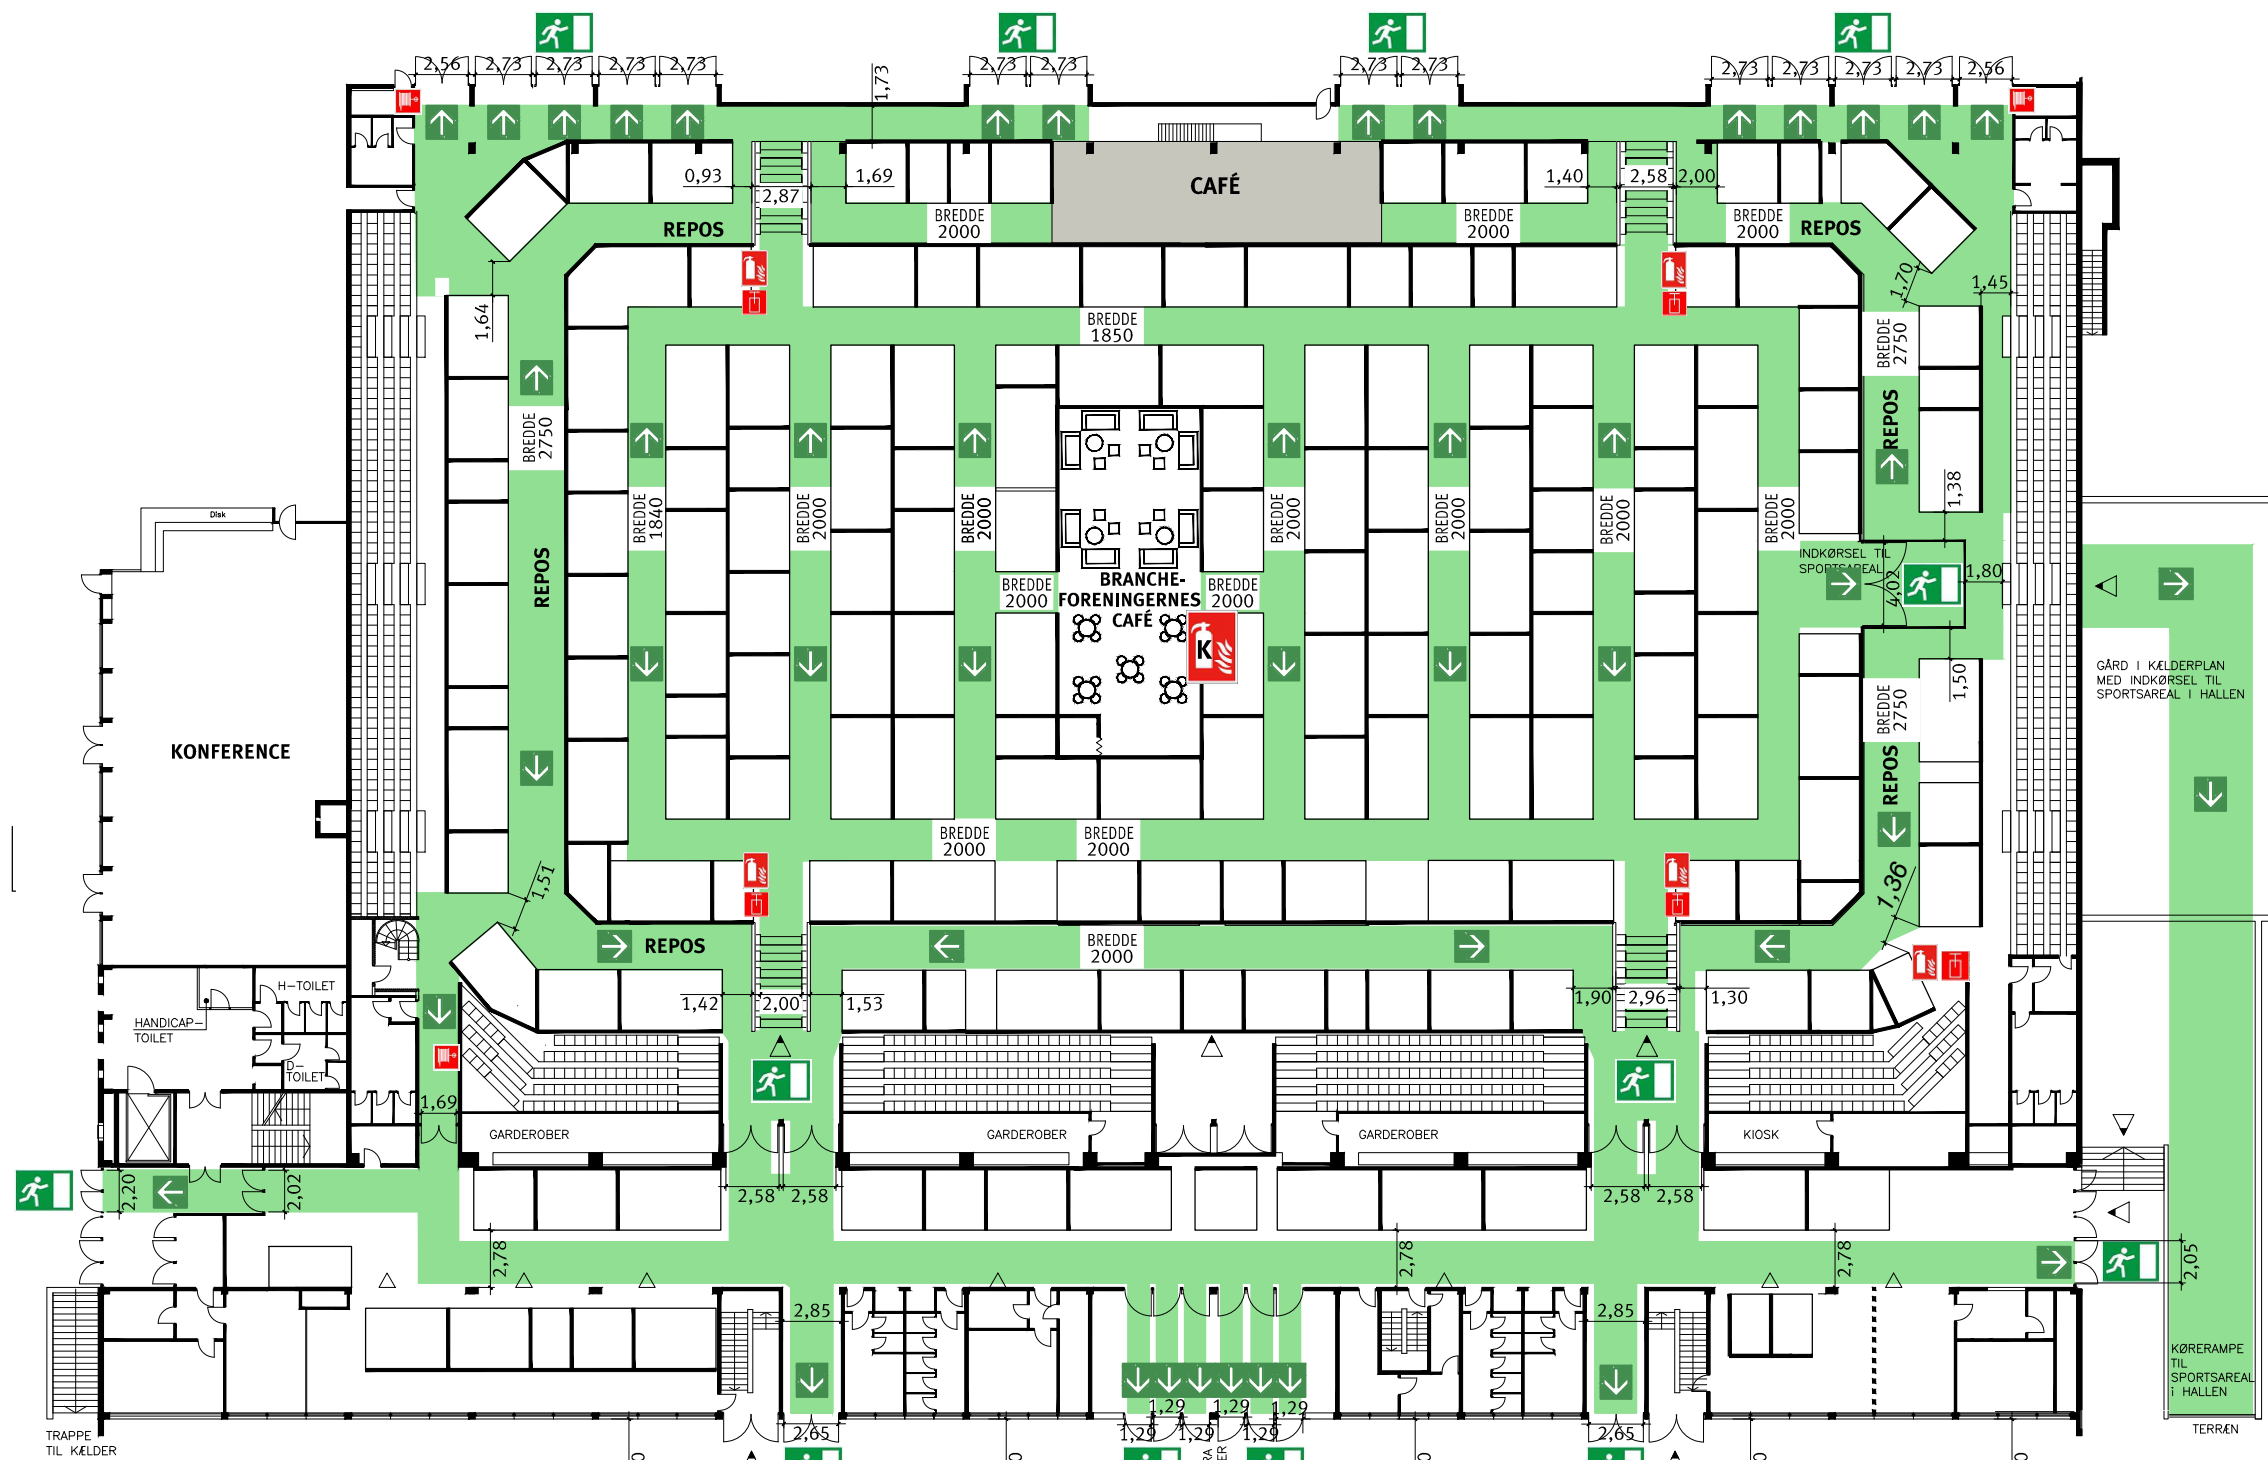 2,56
2,73
2,73
2,73
2,73
2,73
2,73
2,73
2,73
2,73
2,73
2,73
2,73
2,56
1,73
0,93
2,87
1,69
CAFÉ
1,40
2,58
2,00
REPOS
BREDDE
2000
BREDDE
2000
BREDDE
2000
REPOS
1,64
1,70
1,45
BREDDE
1850
BREDDE
2750
BREDDE
2750
REPOS
1,38
Disk
BREDDE
1840
BREDDE
2000
BREDDE
2000
BREDDE
2000
BREDDE
2000
BREDDE
2000
BREDDE
2000
REPOS
INDKØRSEL TIL
SPORTSAREAL
4,02
1,80
BREDDE
2000
BRANCHE-
FORENINGERNES
CAFÉ
BREDDE
2000
K
GÅRD I KÆLDERPLAN
MED INDKØRSEL TIL
SPORTSAREAL I HALLEN
1,50
BREDDE
2750
KONFERENCE
REPOS
BREDDE
2000
BREDDE
2000
1,51
1,36
REPOS
BREDDE
2000
H-TOILET
HANDICAP-
TOILET
D-
TOILET
1,42
2,00
1,53
1,90
2,96
1,30
1,69
GARDEROBER
GARDEROBER
GARDEROBER
KIOSK
2,20
2,02
2,58
2,58
2,58
2,58
2,78
2,78
2,78
2,05
2,85
2,85
KØRERAMPE
TIL
SPORTSAREAL
i HALLEN
1,29
1,29
1,29
1,29
1,29
1,29
2,65
2,65
TRAPPE
TIL KÆLDER
TERRÆN